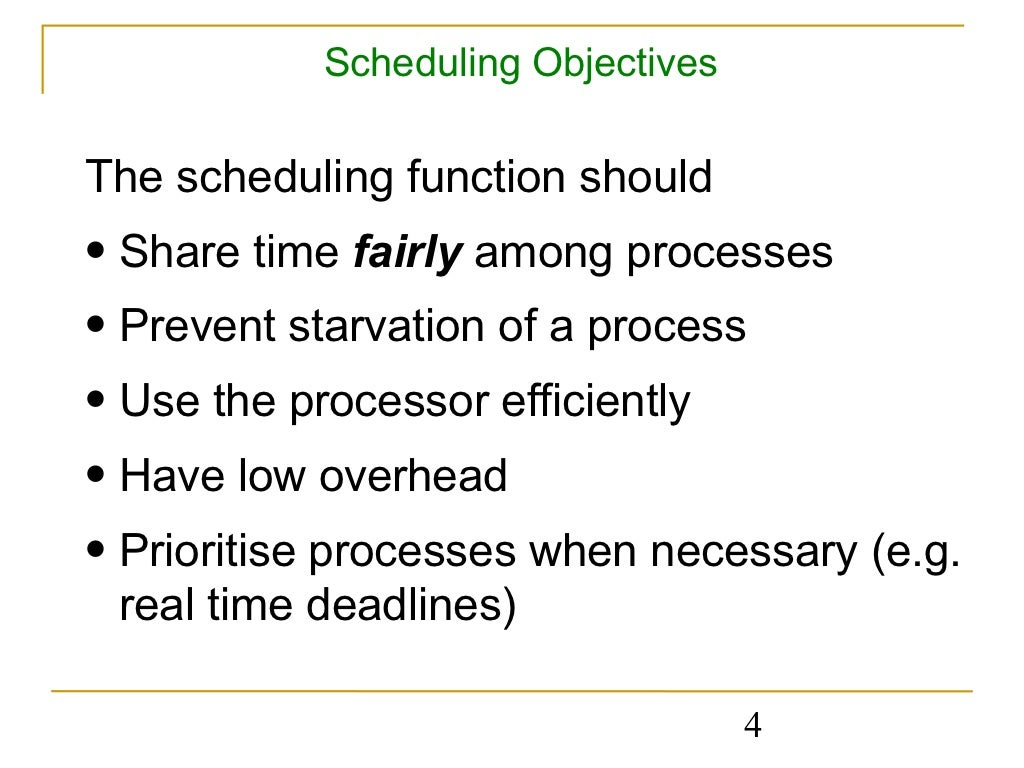 Scheduling Objectives
The scheduling function should
• Share time fairly among processes
• Prevent starvation of a process
• Use the processor efficiently
• Have low overhead
• Prioritise processes when necessary (e.g.
real time deadlines)
4